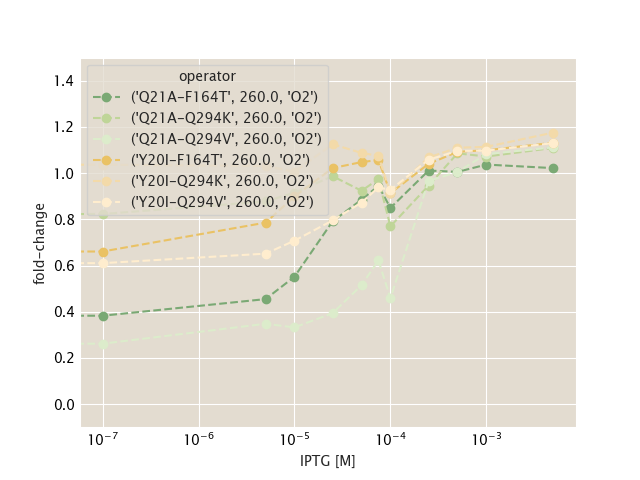 operator
('Q21A-F164T', 260.0, 'O2')
('Q21A-Q294K', 260.0, 'O2')
('Q21A-Q294V', 260.0, 'O2')
('Y20I-F164T', 260.0, 'O2')
('Y20I-Q294K', 260.0, 'O2')
('Y20I-Q294V', 260.0, 'O2')
fold-change
1.4
1.2
1.0
0.8
0.6
0.4
0.2
0.0
10⁻⁷ 10⁻⁶ 10⁻⁵ 10⁻⁴ 10⁻³
IPTG [M]